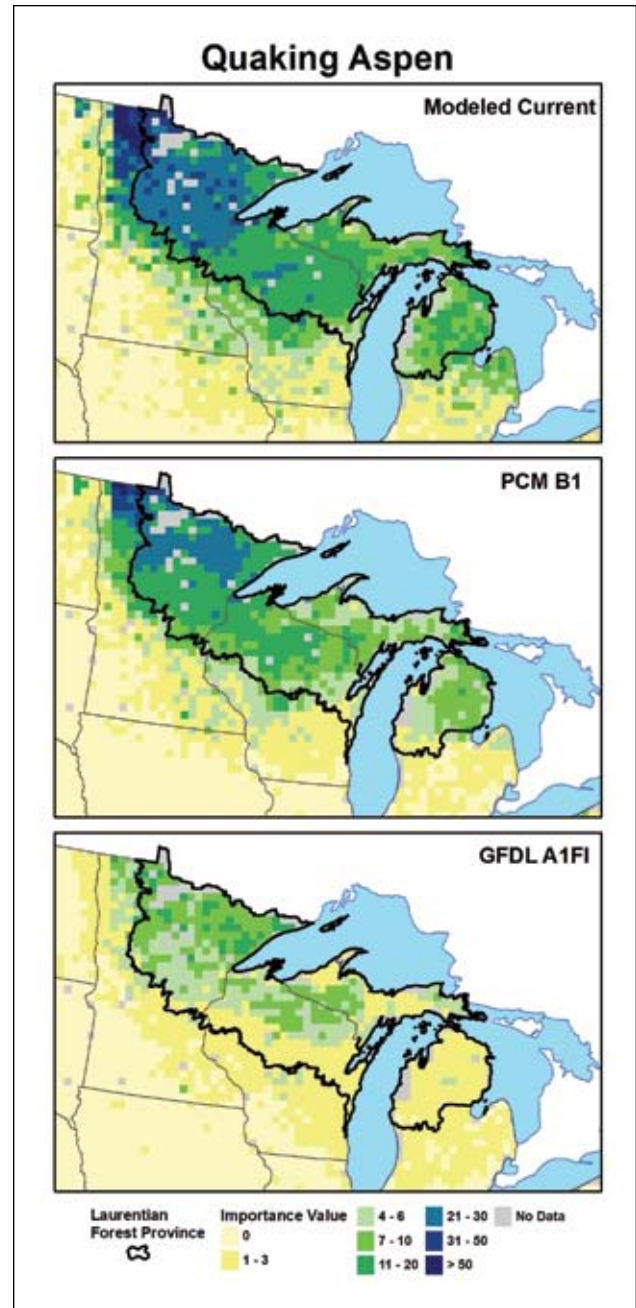 Quaking Aspen
Modeled Current
PCM B1
GFDL A1FI
Laurentian
Forest Province
Importance Value
0
1 - 3
4 - 6
7 - 10
11 - 20
21 - 30
31 - 50
> 50
No Data